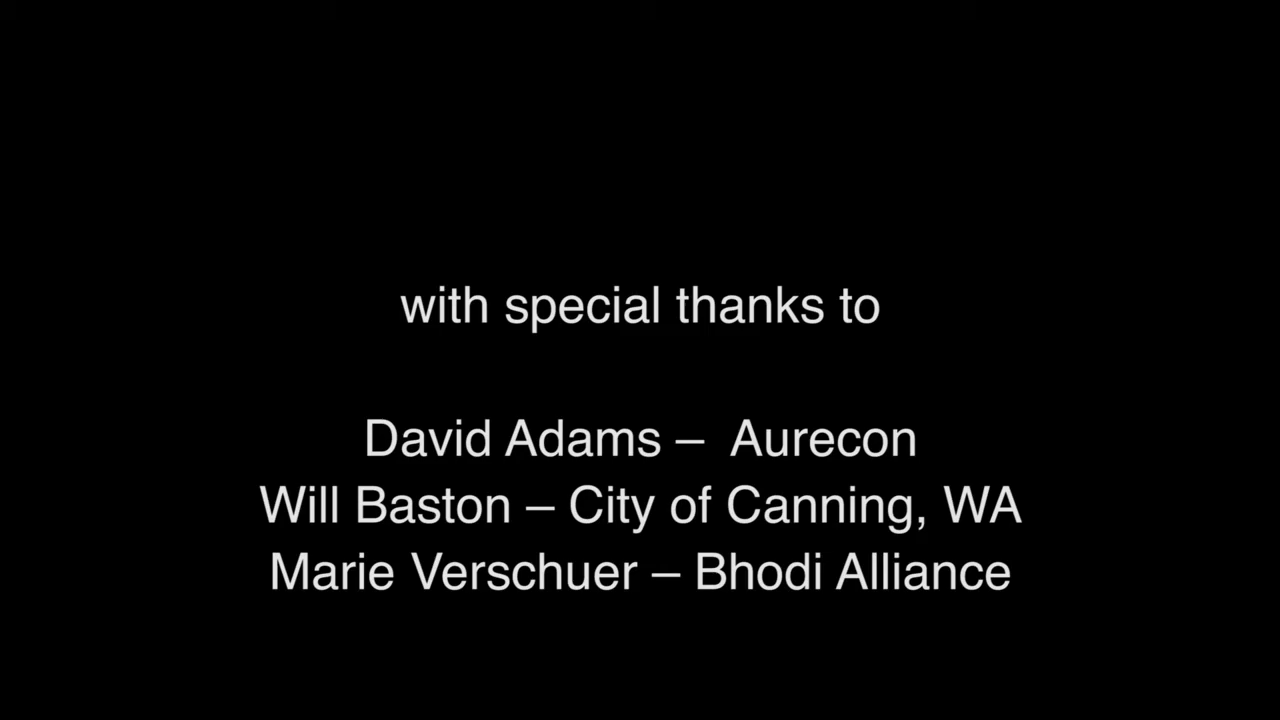 with special thanks to
David Adams –  Aurecon
Will Baston – City of Canning, WA
Marie Verschuer – Bhodi Alliance